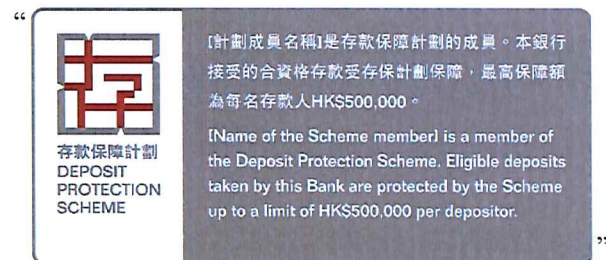 “
存款保障計劃
DEPOSIT
PROTECTION
SCHEME
[計劃成員名稱]是存款保障計劃的成員。本銀行
接受的合資格存款受存保計劃保障，最高保障額
為每名存款人HK$500,000。
[Name of the Scheme member] is a member of
the Deposit Protection Scheme. Eligible deposits
taken by this Bank are protected by the Scheme
up to a limit of HK$500,000 per depositor.
”